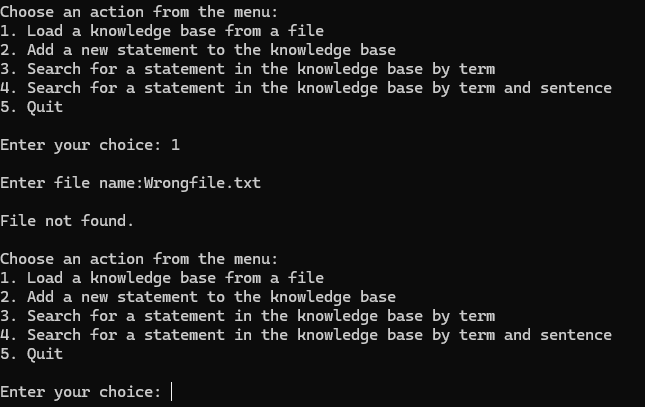 Choose an action from the menu:
1. Load a knowledge base from a file
2. Add a new statement to the knowledge base
3. Search for a statement in the knowledge base by term
4. Search for a statement in the knowledge base by term and sentence
5. Quit
Enter your choice: 1
Enter file name:Wrongfile.txt
File not found.
Choose an action from the menu:
1. Load a knowledge base from a file
2. Add a new statement to the knowledge base
3. Search for a statement in the knowledge base by term
4. Search for a statement in the knowledge base by term and sentence
5. Quit
Enter your choice: